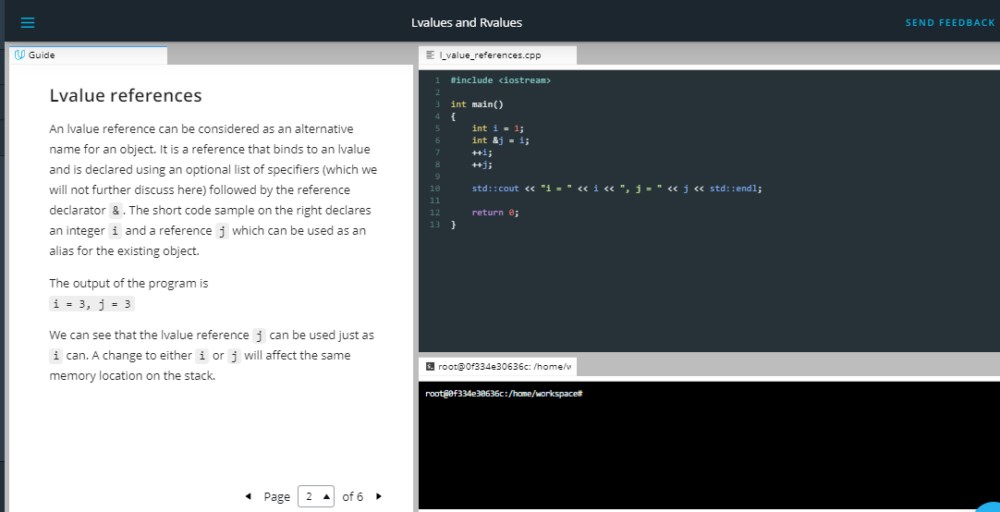 Lvalues and Rvalues
SEND FEEDBACK
Guide
Lvalue references
An lvalue reference can be considered as an alternative
name for an object. It is a reference that binds to an lvalue
and is declared using an optional list of specifiers (which we
will not further discuss here) followed by the reference
declarator & . The short code sample on the right declares
an integer i and a reference j which can be used as an
alias for the existing object.
The output of the program is
i = 3, j = 3
We can see that the lvalue reference j can be used just as
i can. A change to either i or j will affect the same
memory location on the stack.
Page 2 of 6
l_value_references.cpp
1 #include <iostream>
2
3 int main()
4 {
5 int i = 1;
6 int &j = i;
7 ++i;
8 ++j;
9
10 std::cout << "i = " << i << ", j = " << j << std::endl;
11
12 return 0;
13 }
root@0f334e30636c: /home/w
root@0f334e30636c:/home/workspace#